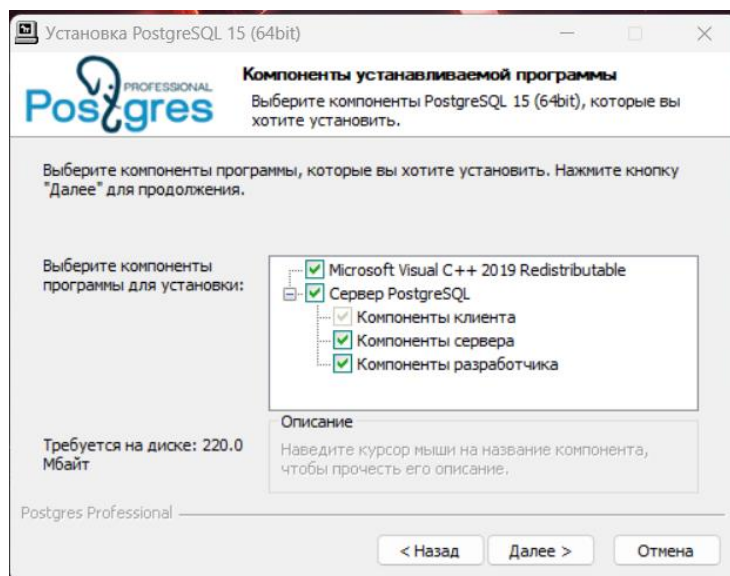 Установка PostgreSQL 15 (64bit)
PROFESSIONAL
Postgres
Компоненты устанавливаемой программы
Выберите компоненты PostgreSQL 15 (64bit), которые вы
хотите установить.
Выберите компоненты программы, которые вы хотите установить. Нажмите кнопку
"Далее" для продолжения.
Выберите компоненты
программы для установки:
Microsoft Visual C++ 2019 Redistributable
Сервер PostgreSQL
Компоненты клиента
Компоненты сервера
Компоненты разработчика
Требуется на диске: 220.0
Мбайт
Описание
Наведите курсор мыши на название компонента,
чтобы прочесть его описание.
Postgres Professional
< Назад
Далее >
Отмена